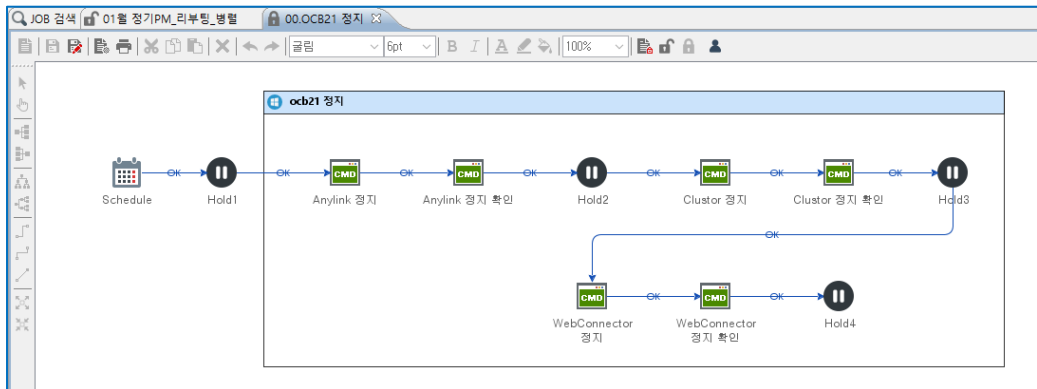 JOB 검색
01월 정기PM_리부팅_병렬
00.OCB21 정지
굴림
6pt
B
I
A
100%
ocb21 정지
OK
OK
CMD
OK
CMD
OK
OK
CMD
OK
CMD
OK
Schedule
Hold1
Anylink 정지
Anylink 정지 확인
Hold2
Clustor 정지
Clustor 정지 확인
Hold3
OK
CMD
OK
CMD
OK
WebConnector
정지
WebConnector
정지 확인
Hold4